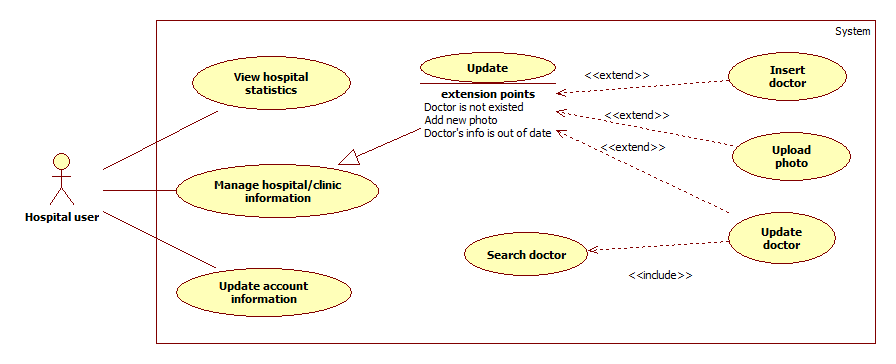 System
View hospital
statistics
Update
extension points
Doctor is not existed
Add new photo
Doctor's info is out of date
<<extend>>
Insert
doctor
<<extend>>
Upload
photo
<<extend>>
Hospital user
Manage hospital/clinic
information
Update
doctor
Search doctor
<<include>>
Update account
information